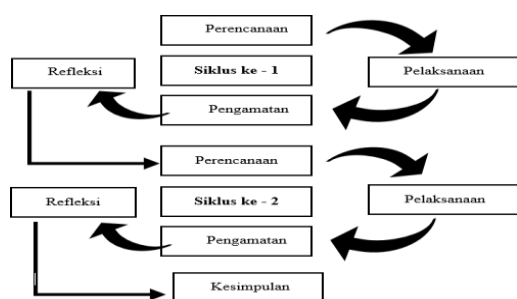 Perencanaan
Refleksi
Siklus ke - 1
Pelaksanaan
Pengamatan
Perencanaan
Refleksi
Siklus ke - 2
Pelaksanaan
Pengamatan
Kesimpulan